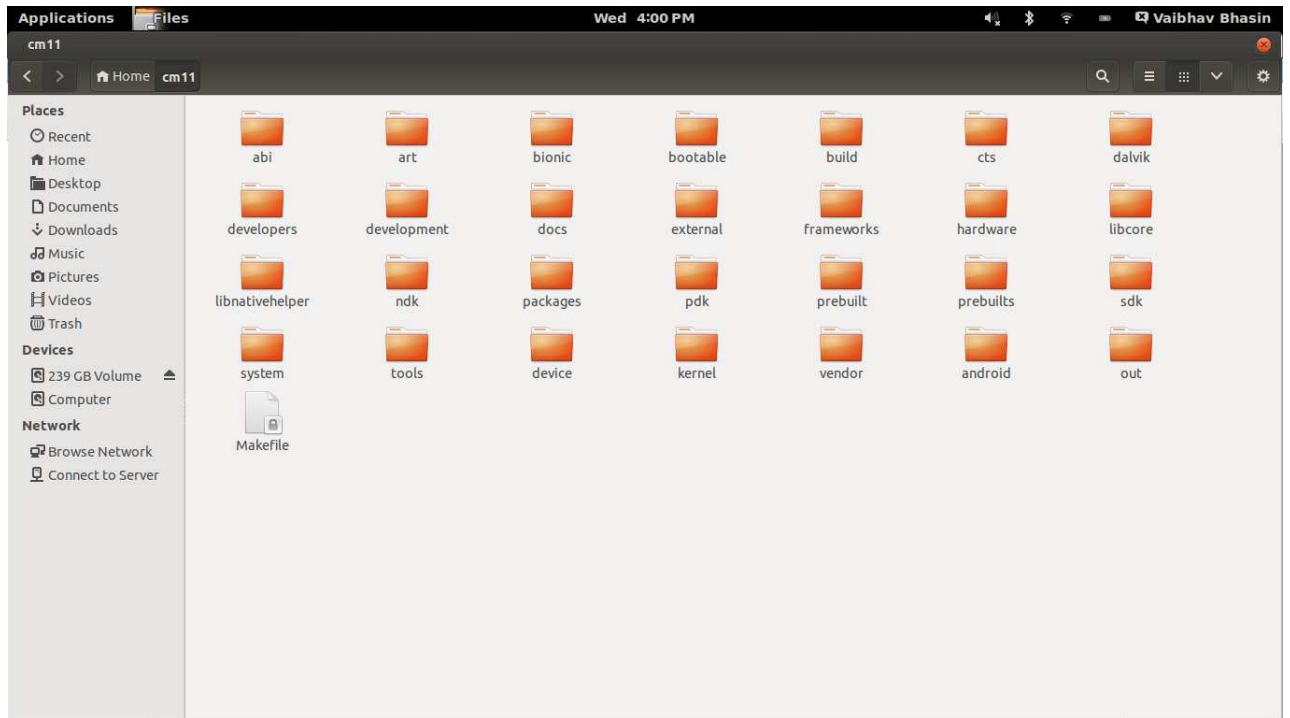 Applications Files Wed 4:00 PM Vaibhav Bhasin
cm11
Home cm11
Places
Recent
Home
Desktop
Documents
Downloads
Music
Pictures
Videos
Trash
Devices
239 GB Volume
Computer
Network
Browse Network
Connect to Server
abi art bionic bootable build cts dalvik
developers development docs external frameworks hardware libcore
libnativehelper ndk packages pdk prebuilt prebuilts sdk
system tools device kernel vendor android out
Makefile